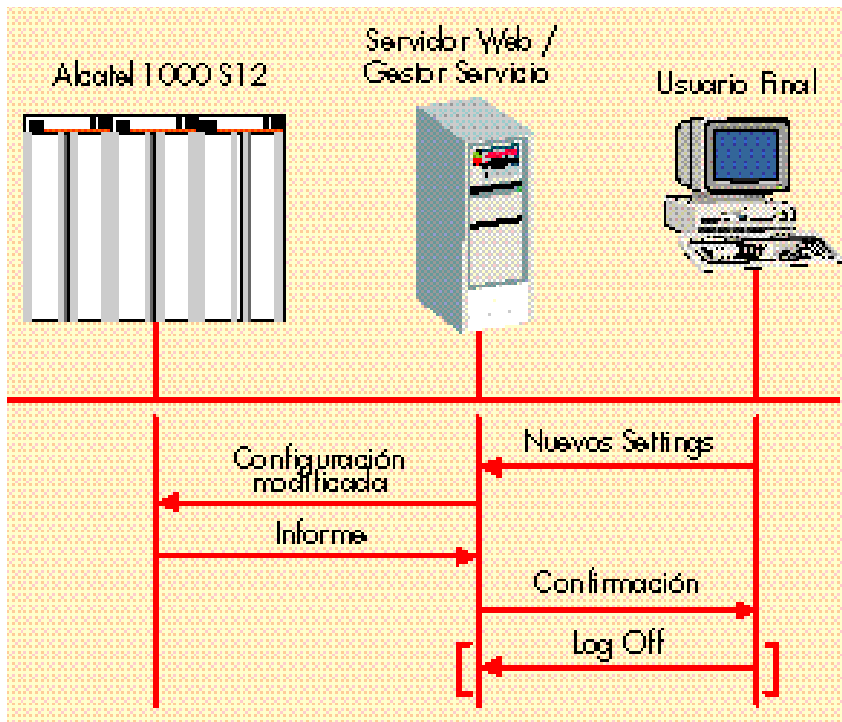 Alcatel 1000 S12
Servidor Web /
Gestor Servicio
Usuario Final
Nuevos Settings
Configuración
modificada
Informe
Confirmación
Log Off